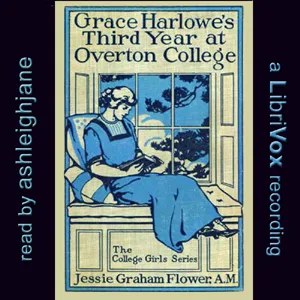 Grace Harlowe's
Third Year at
Overton College
The
College Girls Series
Jessie Graham Flower, A.M.
read by ashleighjane
a LibriVox recording